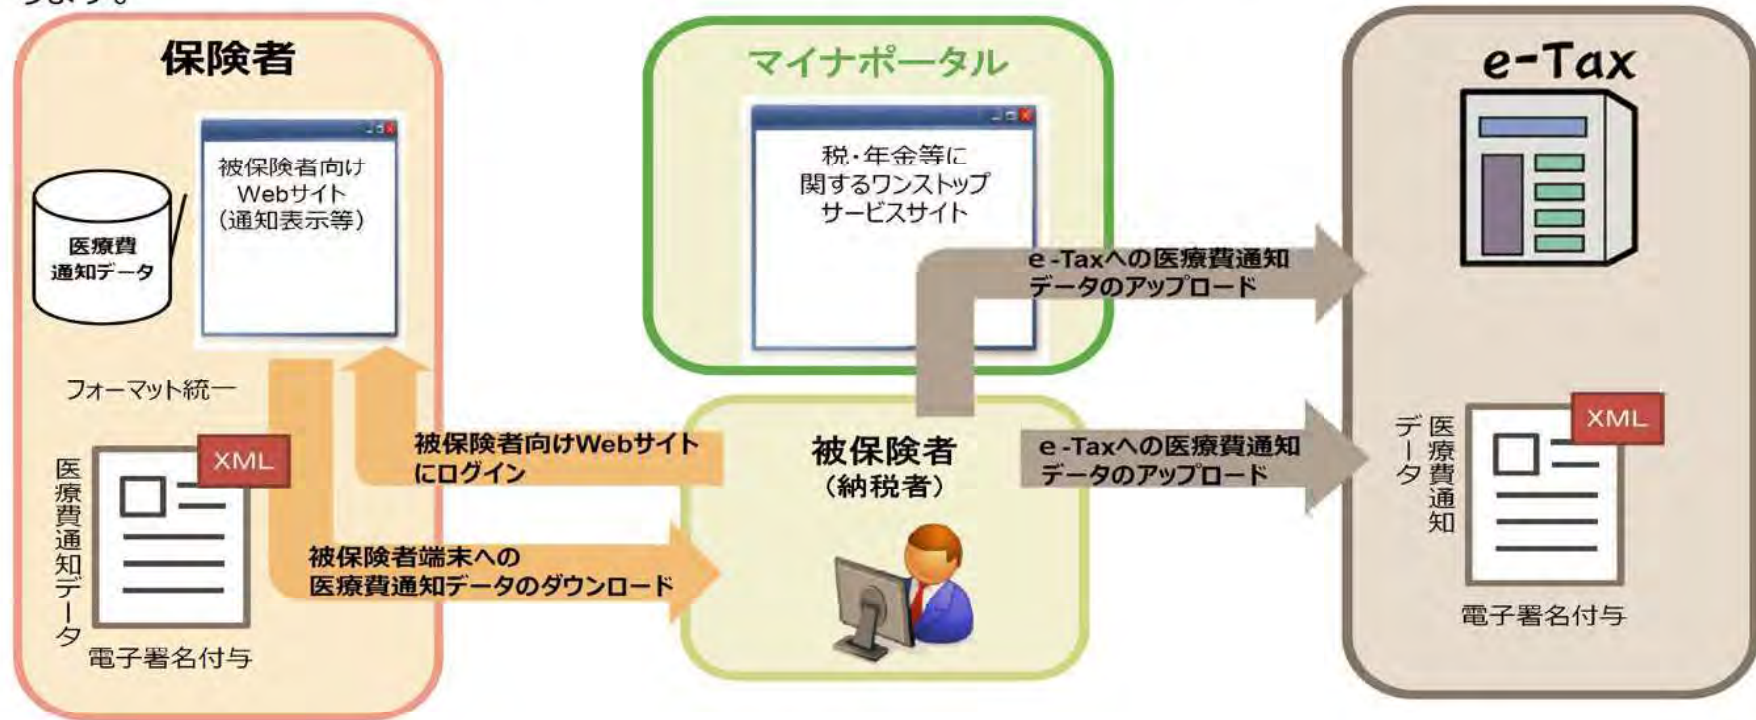 ります。
保険者
被保険者向け
Webサイト
（通知表示等）
医療費
通知データ
フォーマット統一
XML
医療費通知データ
電子署名付与
被保険者向けWebサイト
にログイン
被保険者端末への
医療費通知データのダウンロード
マイナポータル
税・年金等に
関するワンストップ
サービスサイト
e-Taxへの医療費通知
データのアップロード
被保険者
（納税者）
e-Taxへの医療費通知
データのアップロード
e-Tax
XML
医療費通知
データ
電子署名付与